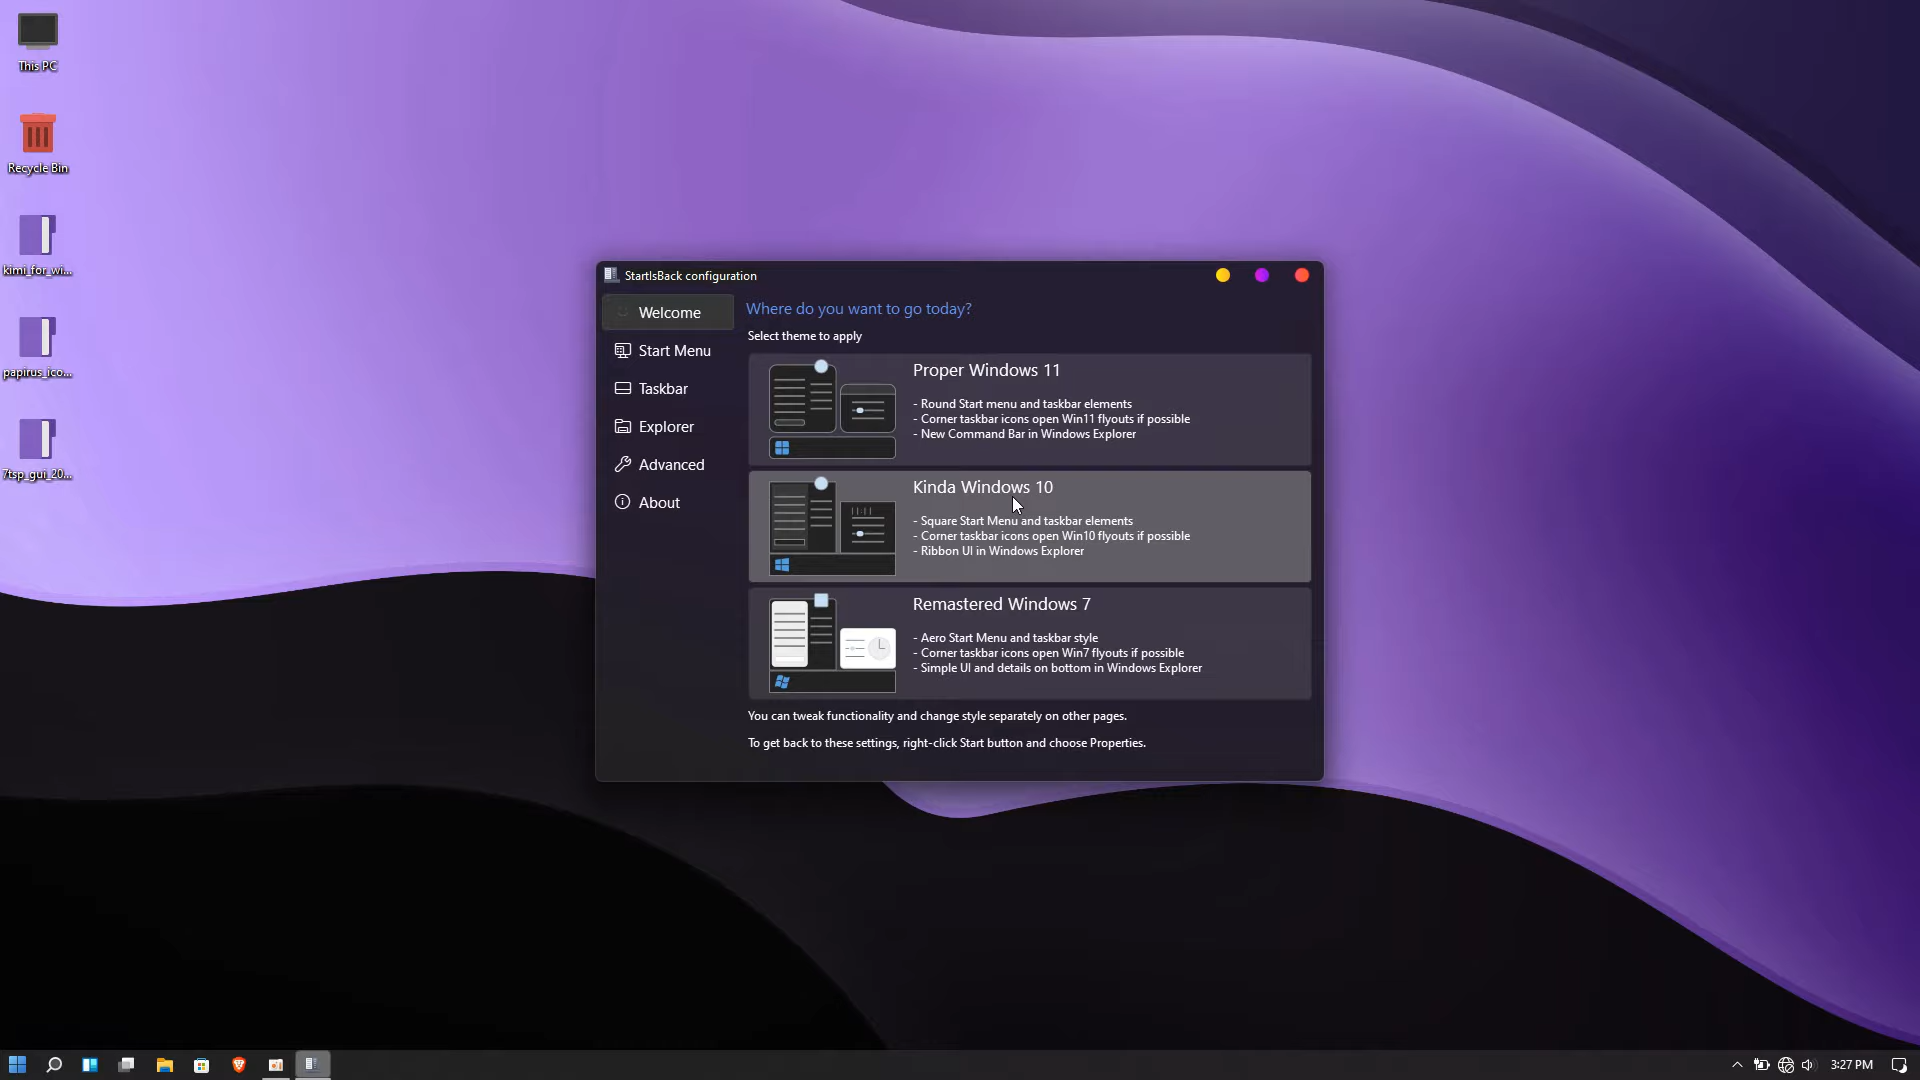 This PC
Recycle Bin
kimi_for_wi...
papirus_ico...
7tsp_gui_20...
StartIsBack configuration
Welcome
Start Menu
Taskbar
Explorer
Advanced
About
Where do you want to go today?
Select theme to apply
Proper Windows 11
- Round Start menu and taskbar elements
- Corner taskbar icons open Win11 flyouts if possible
- New Command Bar in Windows Explorer
Kinda Windows 10
- Square Start Menu and taskbar elements
- Corner taskbar icons open Win10 flyouts if possible
- Ribbon UI in Windows Explorer
11:11
Remastered Windows 7
- Aero Start Menu and taskbar style
- Corner taskbar icons open Win7 flyouts if possible
- Simple UI and details on bottom in Windows Explorer
You can tweak functionality and change style separately on other pages.
To get back to these settings, right-click Start button and choose Properties.
3:27 PM